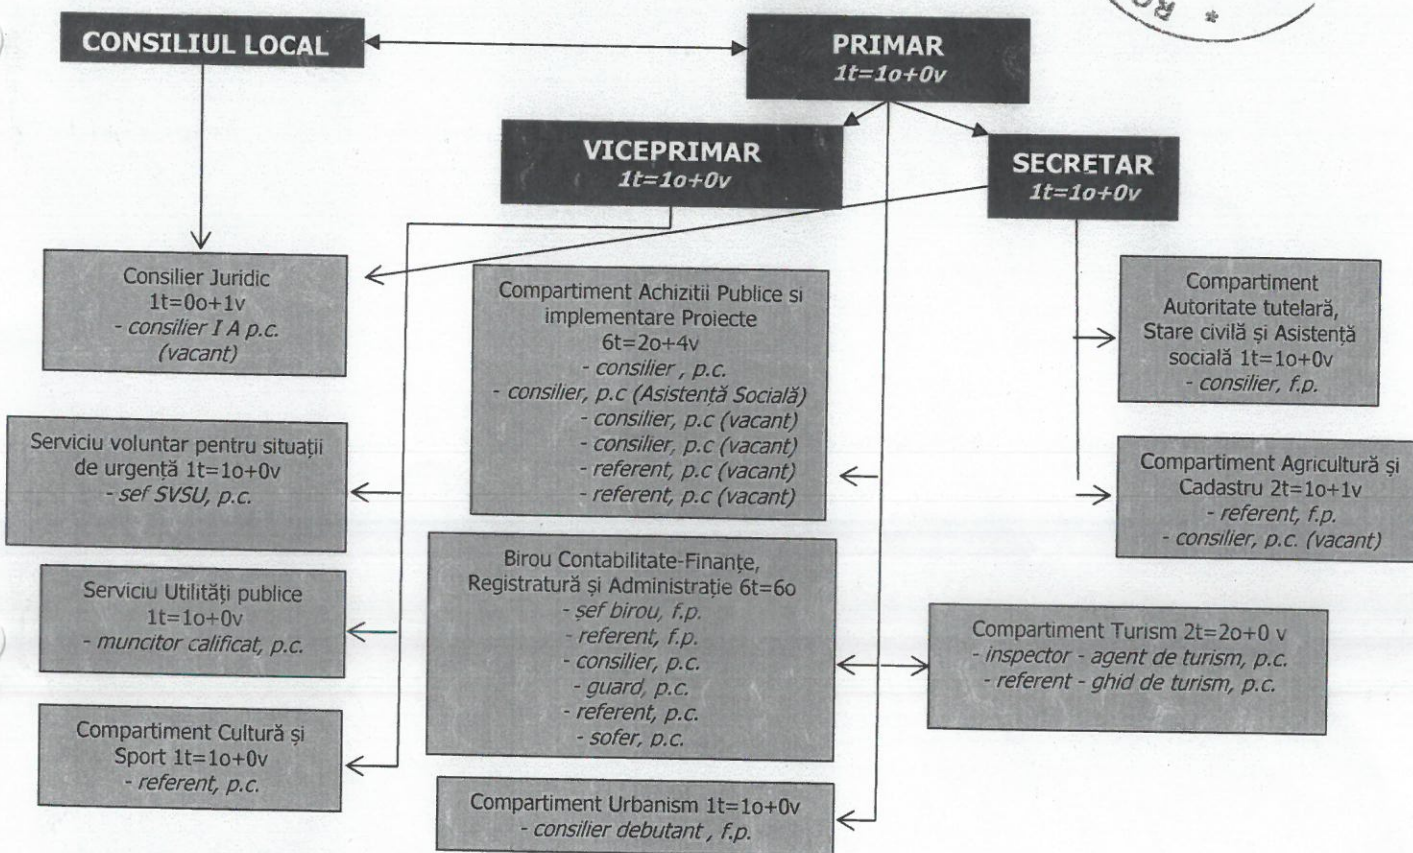 * RO
CONSILIUL LOCAL
PRIMAR
1t=1o+0v
VICEPRIMAR
1t=1o+0v
SECRETAR
1t=1o+0v
Consilier Juridic
1t=0o+1v
- consilier I A p.c.
(vacant)
Compartiment Achizitii Publice si
implementare Proiecte
6t=2o+4v
- consilier , p.c.
- consilier, p.c (Asistență Socială)
- consilier, p.c (vacant)
- consilier, p.c (vacant)
- referent, p.c (vacant)
- referent, p.c (vacant)
Compartiment
Autoritate tutelară,
Stare civilă și Asistență
socială 1t=1o+0v
- consilier, f.p.
Serviciu voluntar pentru situații
de urgență 1t=1o+0v
- sef SVSU, p.c.
Compartiment Agricultură și
Cadastru 2t=1o+1v
- referent, f.p.
- consilier, p.c. (vacant)
Serviciu Utilități publice
1t=1o+0v
- muncitor calificat, p.c.
Birou Contabilitate-Finanțe,
Registratură și Administrație 6t=6o
- șef birou, f.p.
- referent, f.p.
- consilier, p.c.
- guard, p.c.
- referent, p.c.
- sofer, p.c.
Compartiment Turism 2t=2o+0 v
- inspector - agent de turism, p.c.
- referent - ghid de turism, p.c.
Compartiment Cultură și
Sport 1t=1o+0v
- referent, p.c.
Compartiment Urbanism 1t=1o+0v
- consilier debutant , f.p.